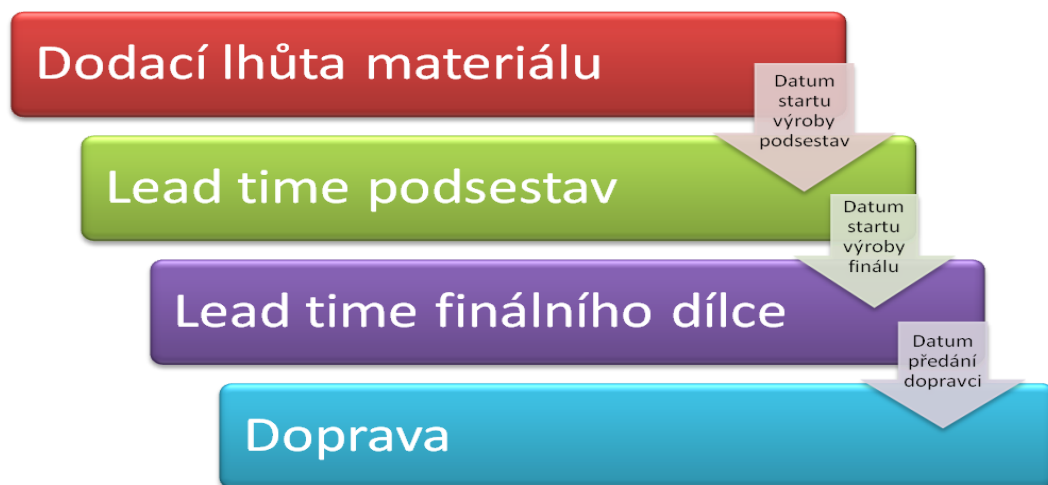 Dodací lhůta materiálu
Datum
startu
výroby
podsestav
Lead time podsestav
Datum
startu
výroby
finálu
Lead time finálního dílce
Datum
předání
dopravci
Doprava